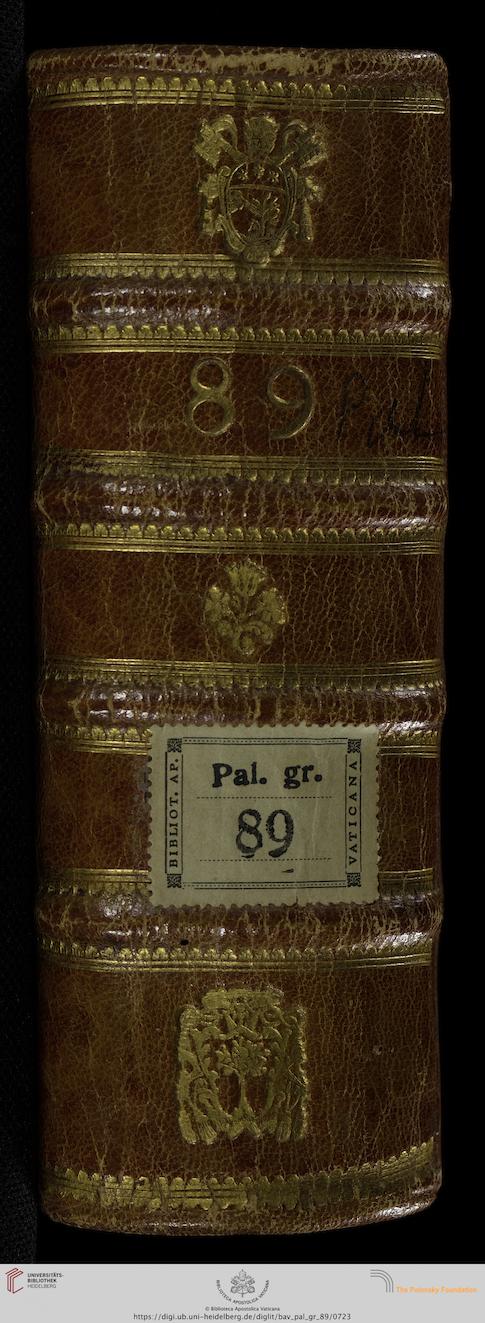 89
BIBLIOT. AP.
Pal. gr.
89
VATICANA
UNIVERSITÄTS-
BIBLIOTHEK
HEIDELBERG
BIBLIOTECA APOSTOLICA VATICANA
The Polonsky Foundation
© Biblioteca Apostolica Vaticana
https://digi.ub.uni-heidelberg.de/diglit/bav_pal_gr_89/0723